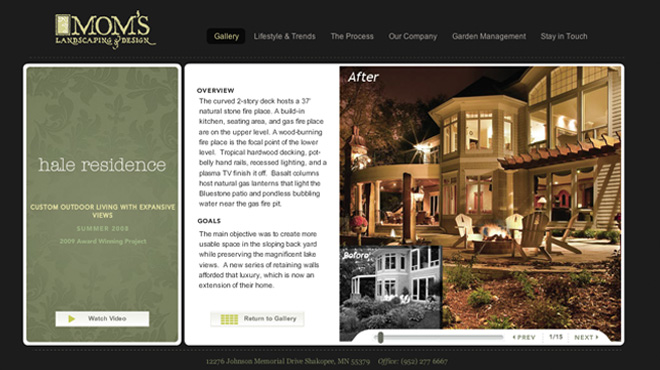 MOM'S
LANDSCAPING & DESIGN
Gallery Lifestyle & Trends The Process Our Company Garden Management Stay in Touch
hale residence
CUSTOM OUTDOOR LIVING WITH EXPANSIVE
VIEWS
SUMMER 2008
2009 Award Winning Project
Watch Video
OVERVIEW
The curved 2-story deck hosts a 37'
natural stone fire place. A build-in
kitchen, seating area, and gas fire place
are on the upper level. A wood-burning
fire place is the focal point of the lower
level. Tropical hardwood decking, pot-
belly hand rails, recessed lighting, and a
plasma TV finish it off. Basalt columns
host natural gas lanterns that light the
Bluestone patio and pondless bubbling
water near the gas fire pit.
GOALS
The main objective was to create more
usable space in the sloping back yard
while preserving the magnificent lake
views. A new series of retaining walls
afforded that luxury, which is now an
extension of their home.
Return to Gallery
After
Before
PREV 1/15 NEXT
12276 Johnson Memorial Drive Shakopee, MN 55379 Office: (952) 277 6667